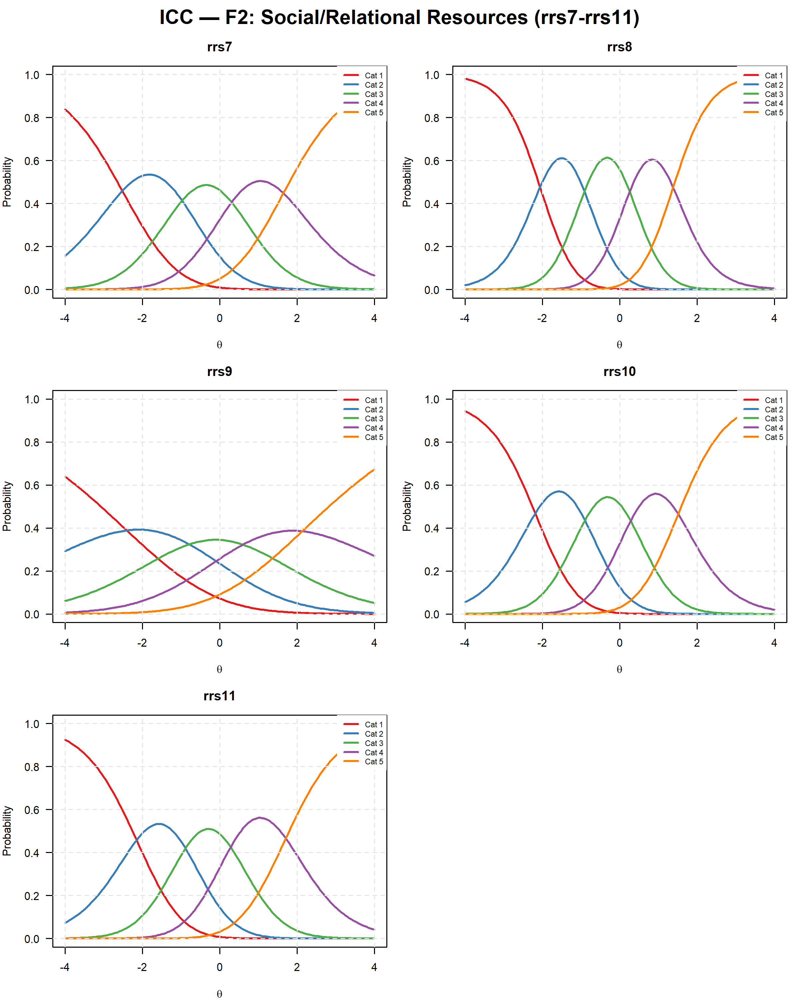 ICC — F2: Social/Relational Resources (rrs7-rrs11)
rrs7
Probability
1.0
0.8
0.6
0.4
0.2
0.0
Cat 1
Cat 2
Cat 3
Cat 4
Cat 5
-4 -2 0 2 4
θ
rrs8
Probability
1.0
0.8
0.6
0.4
0.2
0.0
Cat 1
Cat 2
Cat 3
Cat 4
Cat 5
-4 -2 0 2 4
θ
rrs9
Probability
1.0
0.8
0.6
0.4
0.2
0.0
Cat 1
Cat 2
Cat 3
Cat 4
Cat 5
-4 -2 0 2 4
θ
rrs10
Probability
1.0
0.8
0.6
0.4
0.2
0.0
Cat 1
Cat 2
Cat 3
Cat 4
Cat 5
-4 -2 0 2 4
θ
rrs11
Probability
1.0
0.8
0.6
0.4
0.2
0.0
Cat 1
Cat 2
Cat 3
Cat 4
Cat 5
-4 -2 0 2 4
θ